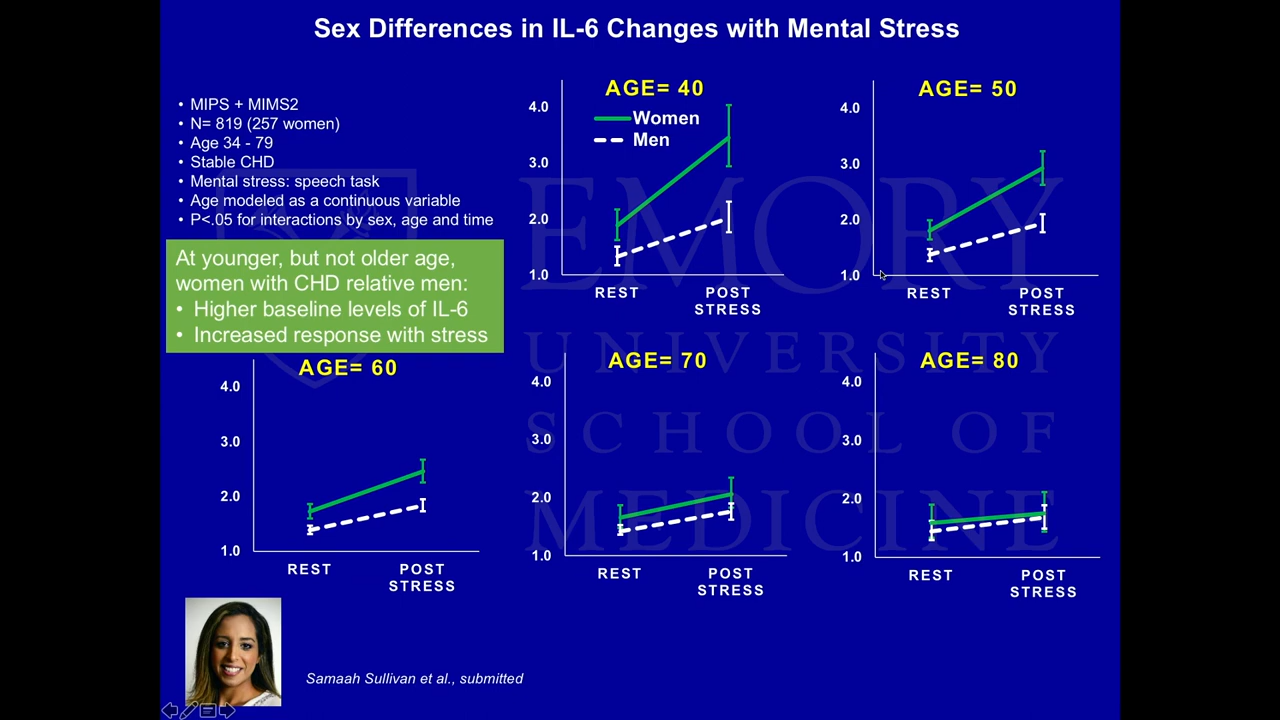 Sex Differences in IL-6 Changes with Mental Stress
• MIPS + MIMS2
• N= 819 (257 women)
• Age 34 - 79
• Stable CHD
• Mental stress: speech task
• Age modeled as a continuous variable
• P<.05 for interactions by sex, age and time
At younger, but not older age,
women with CHD relative men:
• Higher baseline levels of IL-6
• Increased response with stress
AGE= 40
4.0
3.0
2.0
1.0
Women
Men
REST
POST
STRESS
AGE= 50
4.0
3.0
2.0
1.0
REST
POST
STRESS
AGE= 60
4.0
3.0
2.0
1.0
REST
POST
STRESS
AGE= 70
4.0
3.0
2.0
1.0
REST
POST
STRESS
AGE= 80
4.0
3.0
2.0
1.0
REST
POST
STRESS
EMORY
UNIVERSITY
SCHOOL OF
MEDICINE
Samaah Sullivan et al., submitted